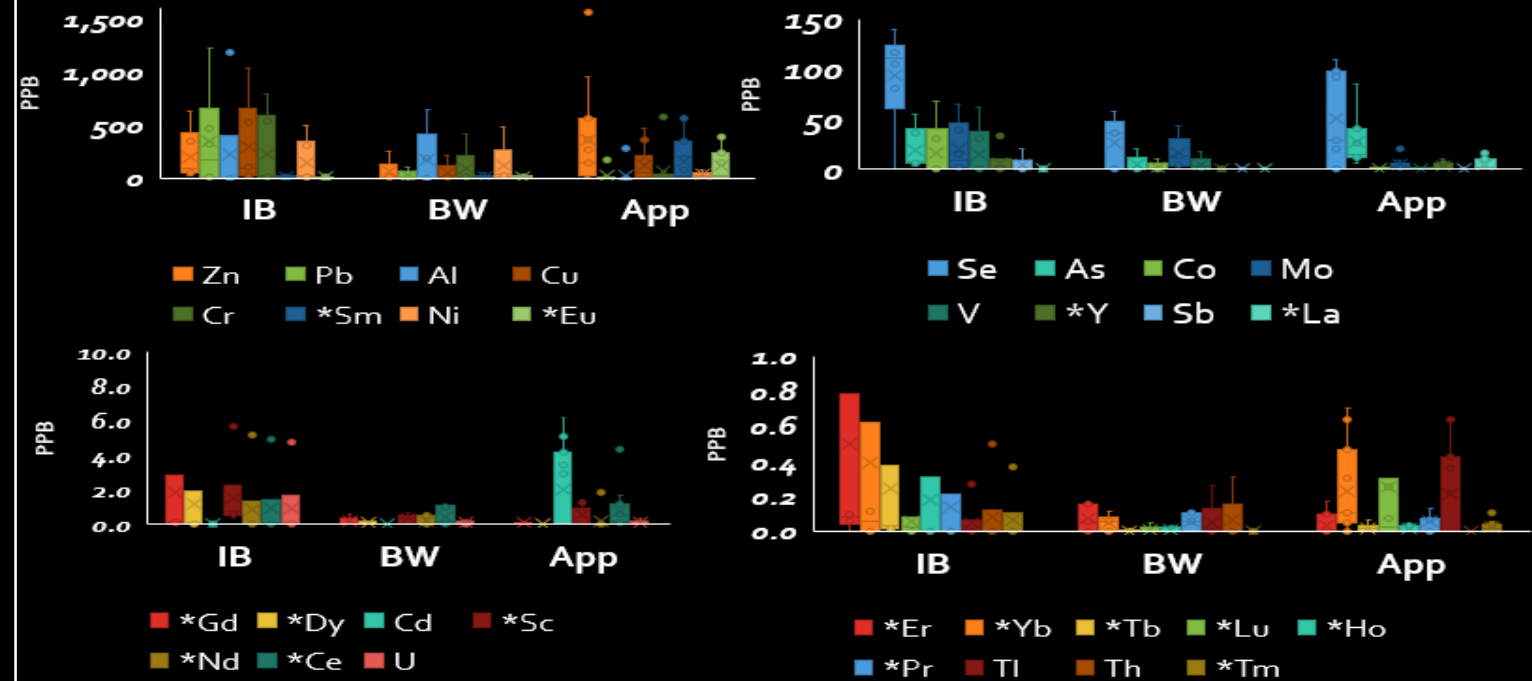 1,500
1,000
500
0
PPB
IB BW App
Zn Pb Al Cu
Cr *Sm Ni *Eu
150
100
50
0
PPB
IB BW App
Se As Co Mo
V *Y Sb *La
10.0
8.0
6.0
4.0
2.0
0.0
PPB
IB BW App
*Gd *Dy Cd *Sc
*Nd *Ce U
1.0
0.8
0.6
0.4
0.2
0.0
PPB
IB BW App
*Er *Yb *Tb *Lu *Ho
*Pr Tl Th *Tm